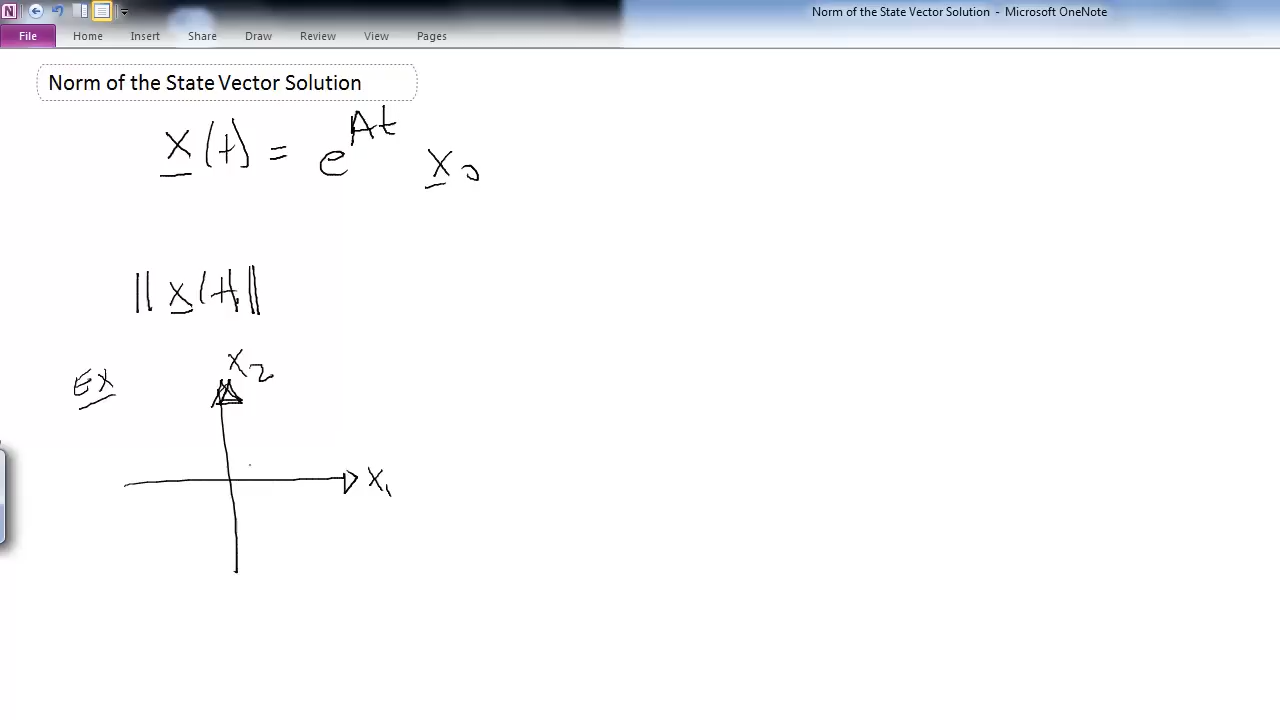 Norm of the State Vector Solution - Microsoft OneNote
File Home Insert Share Draw Review View Pages
Norm of the State Vector Solution
x(t) = e^{At} x_0
||x(t)||
Ex
x_2
x_1